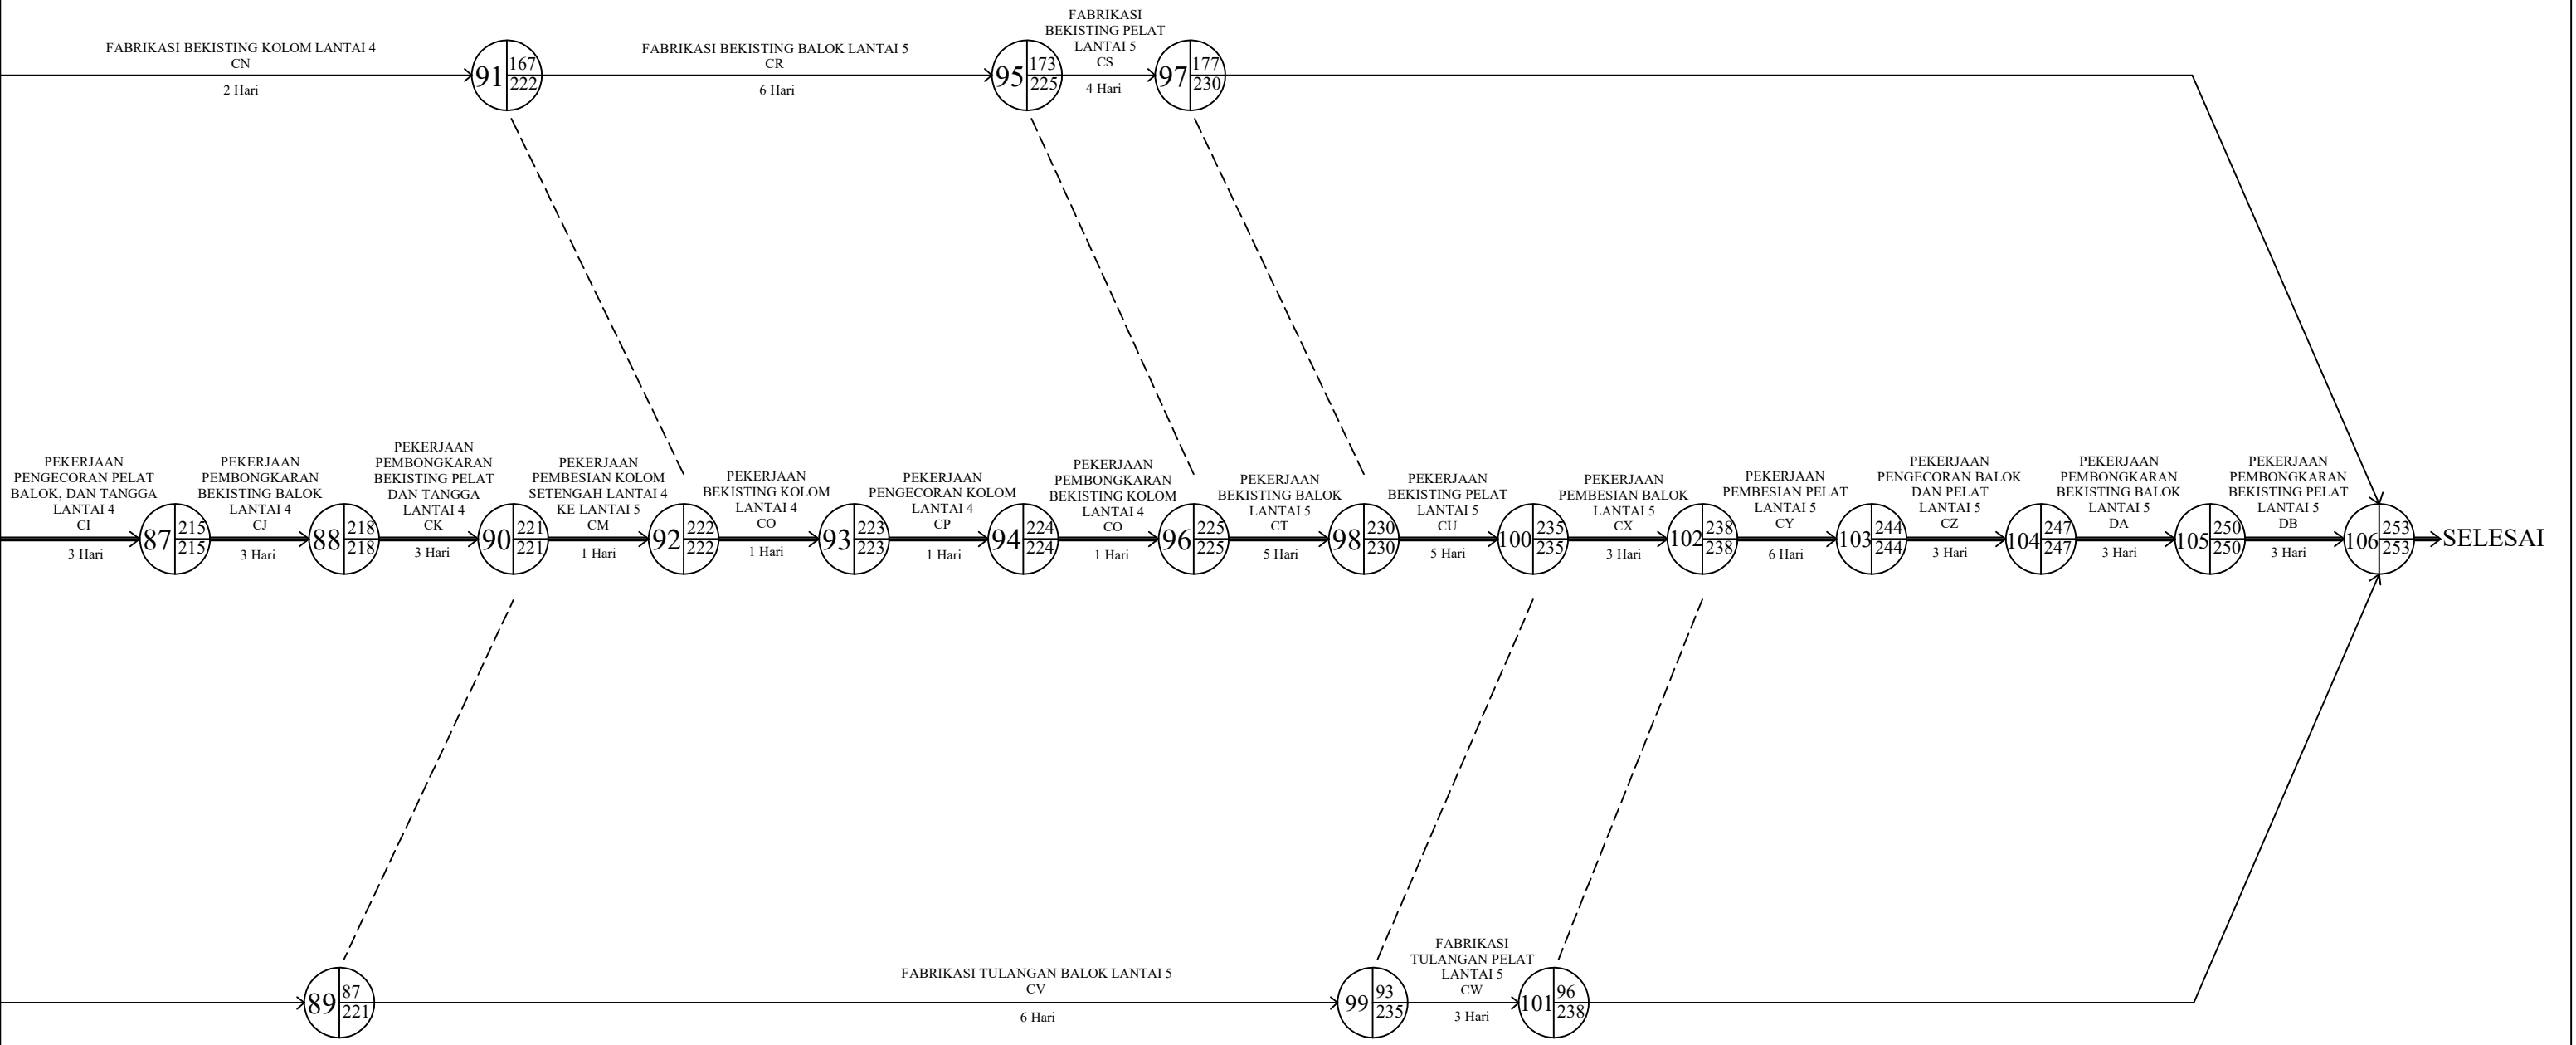 FABRIKASI BEKISTING KOLOM LANTAI 4
CN
2 Hari
91
167
222
FABRIKASI BEKISTING BALOK LANTAI 5
CR
6 Hari
95
173
225
FABRIKASI
BEKISTING PELAT
LANTAI 5
CS
4 Hari
97
177
230
PEKERJAAN
PENGECORAN PELAT
BALOK, DAN TANGGA
LANTAI 4
CI
3 Hari
87
215
215
PEKERJAAN
PEMBONGKARAN
BEKISTING BALOK
LANTAI 4
CJ
3 Hari
88
218
218
PEKERJAAN
PEMBONGKARAN
BEKISTING PELAT
DAN TANGGA
LANTAI 4
CK
3 Hari
90
221
221
PEKERJAAN
PEMBESIAN KOLOM
SETENGAH LANTAI 4
KE LANTAI 5
CM
1 Hari
92
222
222
PEKERJAAN
BEKISTING KOLOM
LANTAI 4
CO
1 Hari
93
223
223
PEKERJAAN
PENGECORAN KOLOM
LANTAI 4
CP
1 Hari
94
224
224
PEKERJAAN
PEMBONGKARAN
BEKISTING KOLOM
LANTAI 4
CO
1 Hari
96
225
225
PEKERJAAN
BEKISTING BALOK
LANTAI 5
CT
5 Hari
98
230
230
PEKERJAAN
BEKISTING PELAT
LANTAI 5
CU
5 Hari
100
235
235
PEKERJAAN
PEMBESIAN BALOK
LANTAI 5
CX
3 Hari
102
238
238
PEKERJAAN
PEMBESIAN PELAT
LANTAI 5
CY
6 Hari
103
244
244
PEKERJAAN
PENGECORAN BALOK
DAN PELAT
LANTAI 5
CZ
3 Hari
104
247
247
PEKERJAAN
PEMBONGKARAN
BEKISTING BALOK
LANTAI 5
DA
3 Hari
105
250
250
PEKERJAAN
PEMBONGKARAN
BEKISTING PELAT
LANTAI 5
DB
3 Hari
106
253
253
SELESAI
89
87
221
FABRIKASI TULANGAN BALOK LANTAI 5
CV
6 Hari
99
93
235
FABRIKASI
TULANGAN PELAT
LANTAI 5
CW
3 Hari
101
96
238